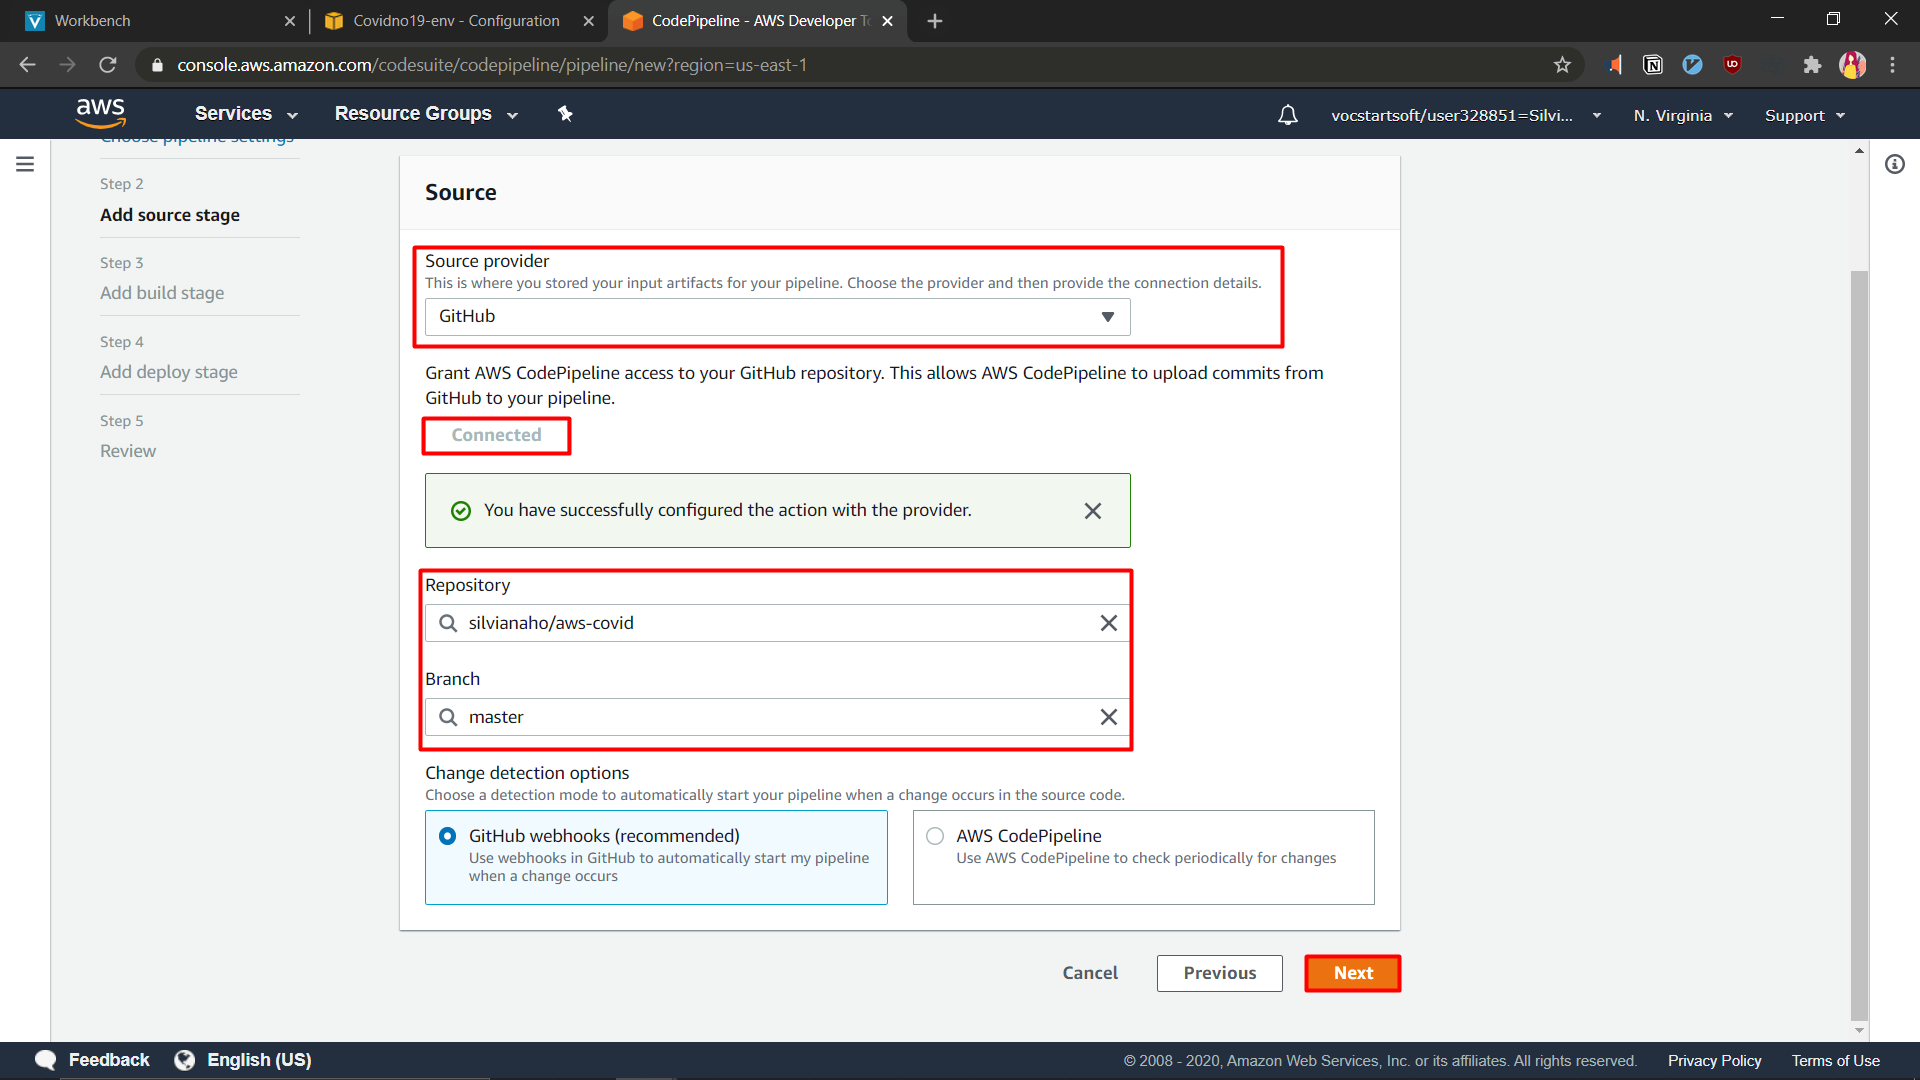 Workbench
Covidno19-env - Configuration
CodePipeline - AWS Developer To
console.aws.amazon.com/codesuite/codepipeline/pipeline/new?region=us-east-1
aws
Services
Resource Groups
vocstartsoft/user328851=Silvi...
N. Virginia
Support
Choose pipeline settings
Step 2
Add source stage
Step 3
Add build stage
Step 4
Add deploy stage
Step 5
Review
Source
Source provider
This is where you stored your input artifacts for your pipeline. Choose the provider and then provide the connection details.
GitHub
Grant AWS CodePipeline access to your GitHub repository. This allows AWS CodePipeline to upload commits from
GitHub to your pipeline.
Connected
You have successfully configured the action with the provider.
Repository
silvianaho/aws-covid
Branch
master
Change detection options
Choose a detection mode to automatically start your pipeline when a change occurs in the source code.
GitHub webhooks (recommended)
Use webhooks in GitHub to automatically start my pipeline
when a change occurs
AWS CodePipeline
Use AWS CodePipeline to check periodically for changes
Cancel
Previous
Next
Feedback
English (US)
© 2008 - 2020, Amazon Web Services, Inc. or its affiliates. All rights reserved.
Privacy Policy
Terms of Use